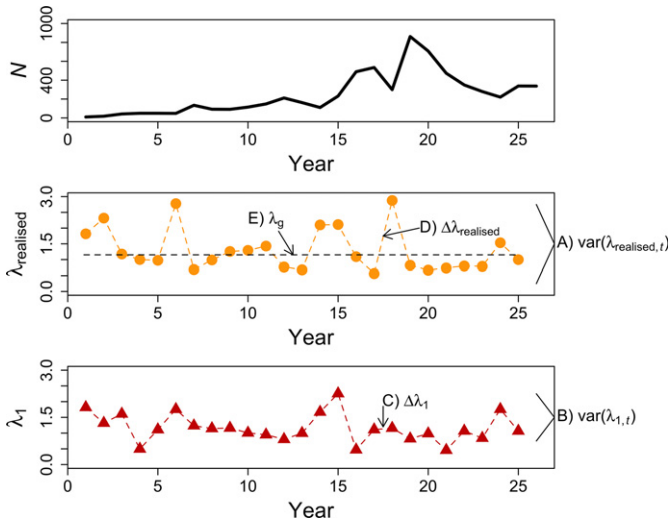 1000
400
0
N
0 5 10 15 20 25
Year
3.0
1.5
0.0
λrealised
E) λg
D) Δλrealised
A) var(λrealised,t)
0 5 10 15 20 25
Year
3.0
1.5
0.0
λ1
C) Δλ1
B) var(λ1,t)
0 5 10 15 20 25
Year